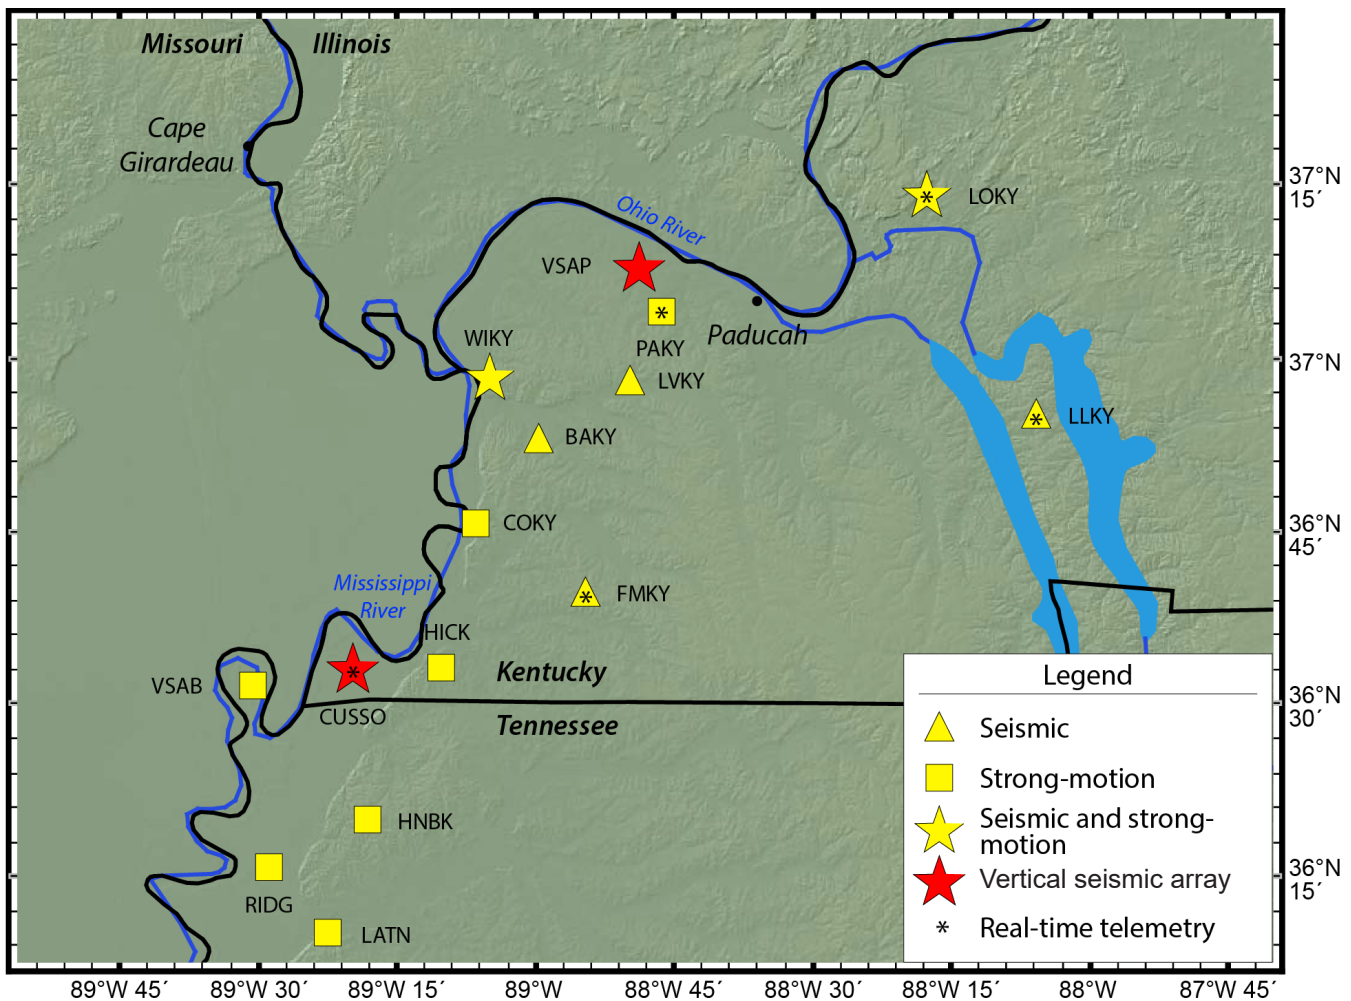 Missouri
Illinois
Cape
Girardeau
Ohio River
LOKY
37°N
15´
VSAP
PAKY
Paducah
WIKY
37°N
LVKY
LLKY
BAKY
COKY
36°N
45´
Mississippi
River
FMKY
HICK
VSAB
Kentucky
CUSSO
Tennessee
36°N
30´
HNBK
RIDG
LATN
36°N
15´
Legend
Seismic
Strong-motion
Seismic and strong-
motion
Vertical seismic array
* Real-time telemetry
89°W 45´ 89°W 30´ 89°W 15´ 89°W 88°W 45´ 88°W 30´ 88°W 15´ 88°W 87°W 45´